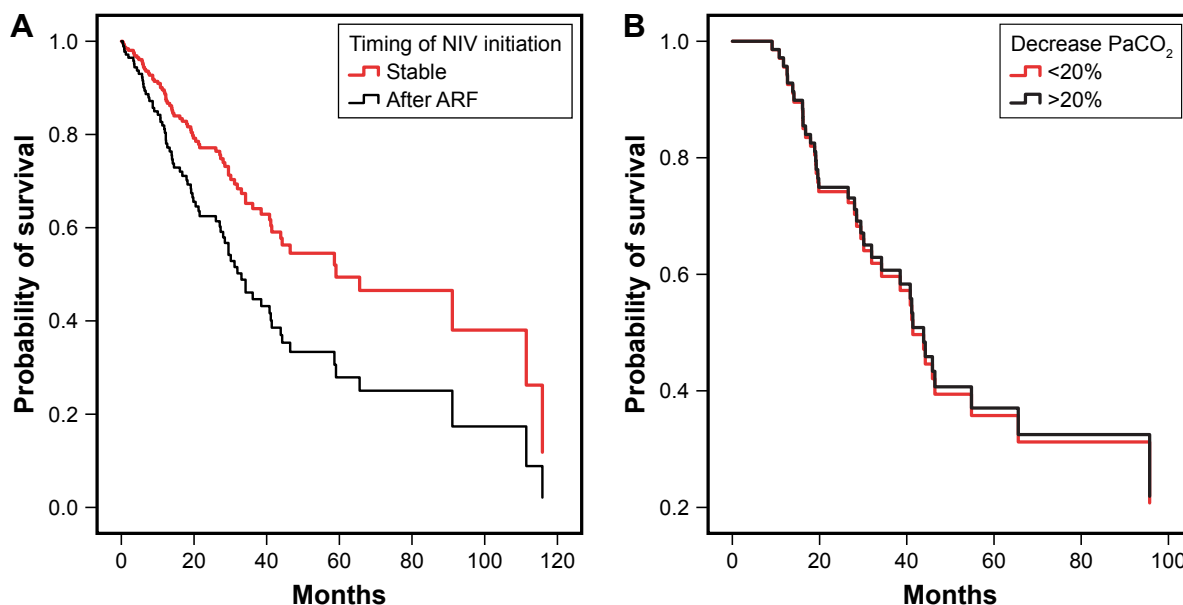 A
Timing of NIV initiation
Stable
After ARF
Probability of survival
1.0
0.8
0.6
0.4
0.2
0.0
0 20 40 60 80 100 120
Months
B
Decrease PaCO2
<20%
>20%
Probability of survival
1.0
0.8
0.6
0.4
0.2
0 20 40 60 80 100
Months